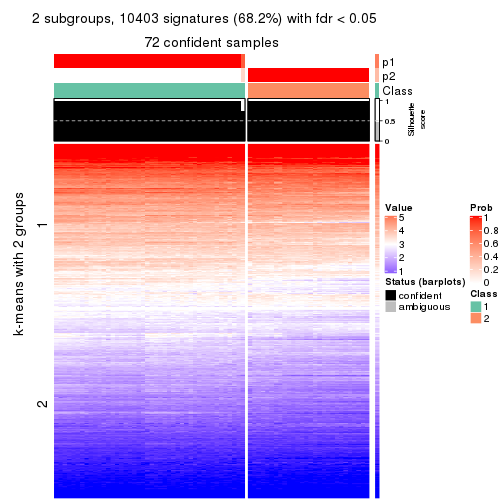 2 subgroups, 10403 signatures (68.2%) with fdr < 0.05
72 confident samples
p1
p2
Class
1
0.5
0
Silhouette
score
k-means with 2 groups
1
2
Value
5
4
3
2
1
Status (barplots)
confident
ambiguous
Prob
1
0.8
0.6
0.4
0.2
0
Class
1
2